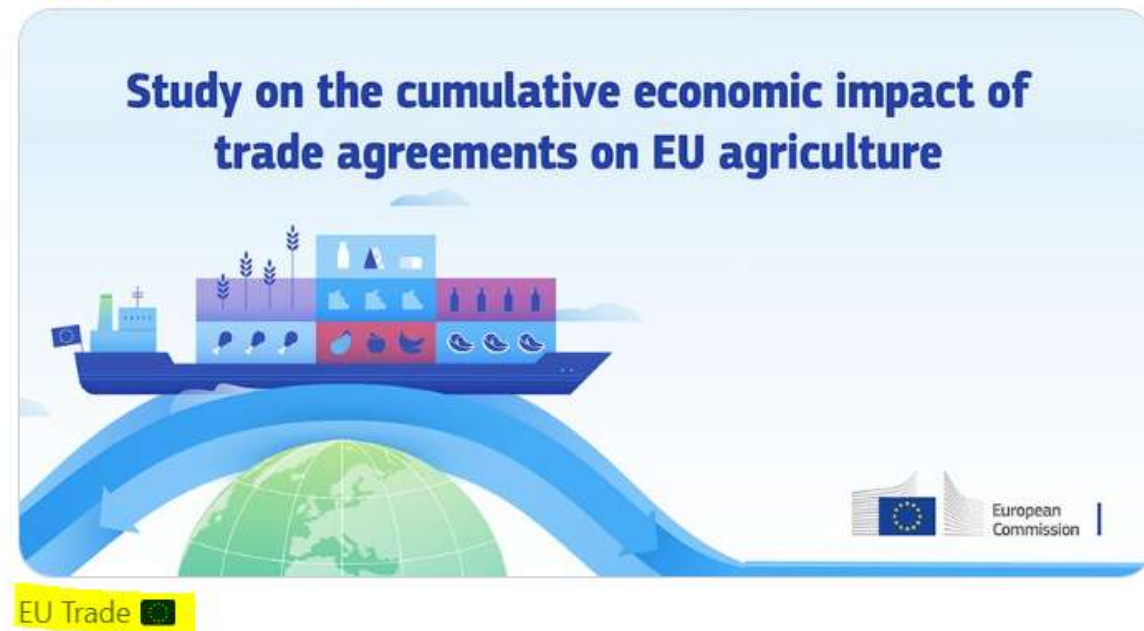 Study on the cumulative economic impact of
trade agreements on EU agriculture
European
Commission
EU Trade